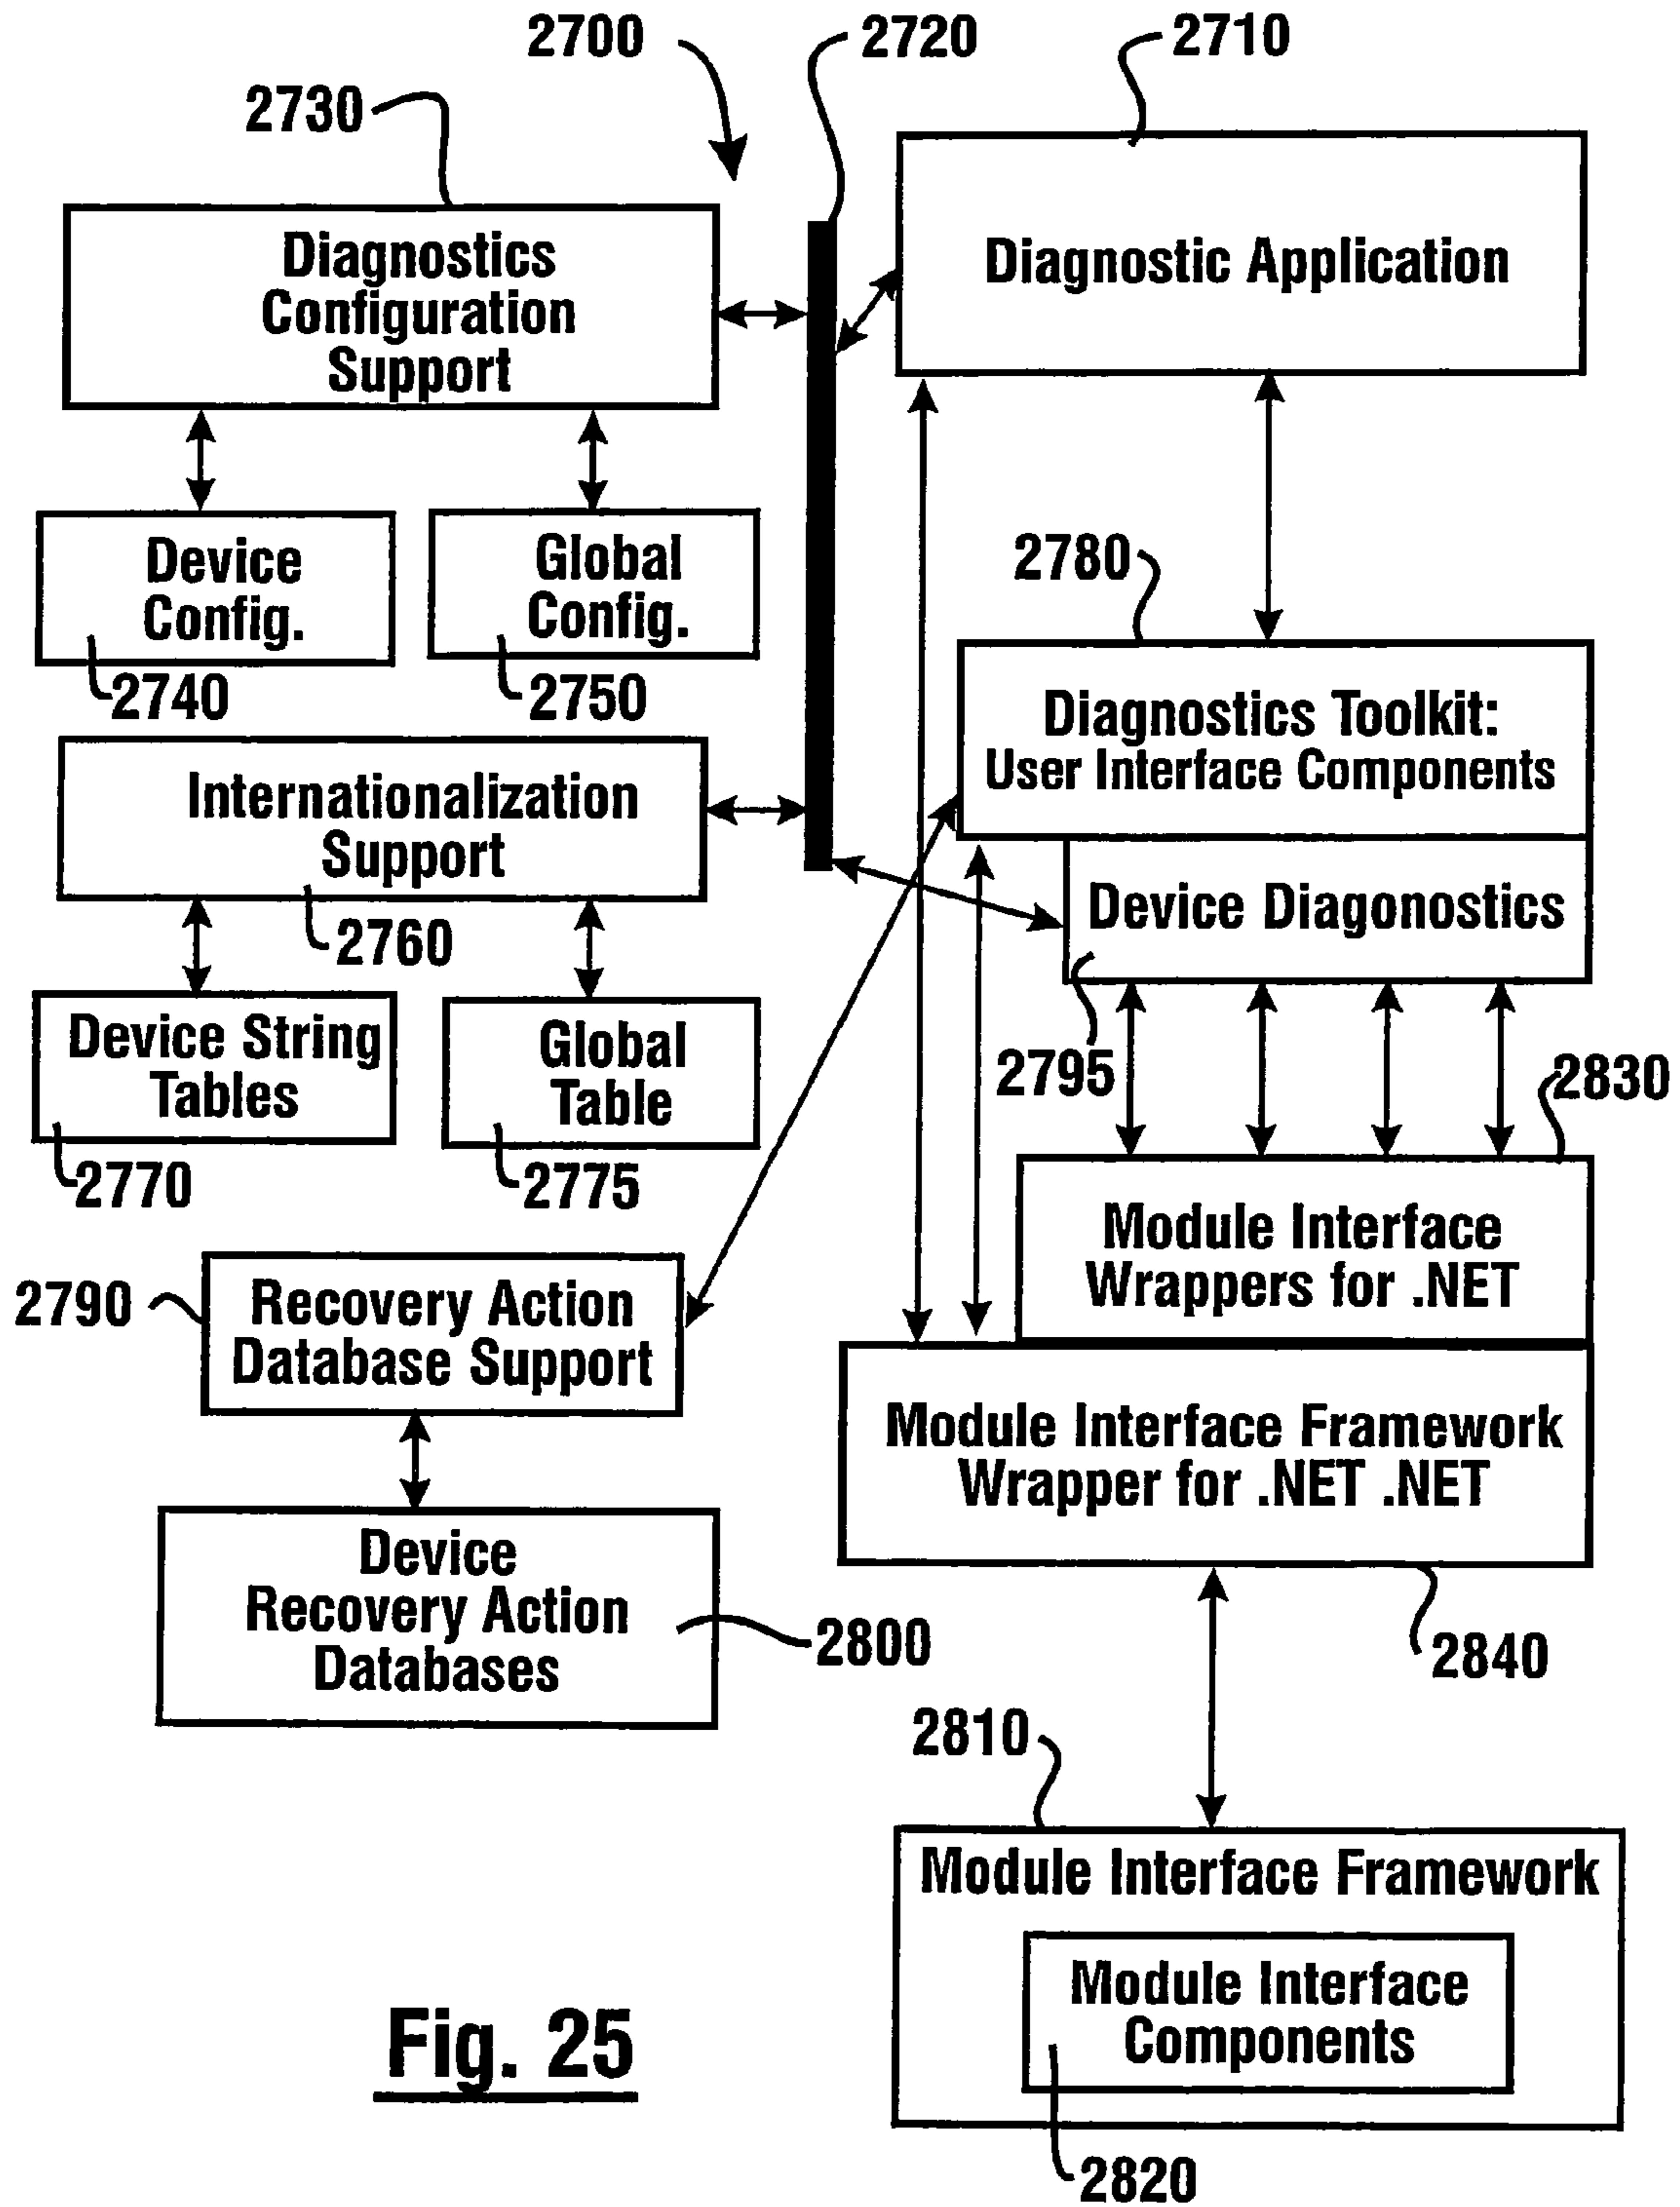 2700
2720
2710
2730
Diagnostics
Configuration
Support
Diagnostic Application
Device
Config.
Global
Config.
2740
2750
2780
Diagnostics Toolkit:
User Interface Components
Internationalization
Support
2760
Device Diagonostics
2795
Device String
Tables
Global
Table
2770
2775
2830
Module Interface
Wrappers for .NET
2790
Recovery Action
Database Support
Module Interface Framework
Wrapper for .NET .NET
Device
Recovery Action
Databases
2800
2840
2810
Module Interface Framework
Module Interface
Components
2820
Fig. 25